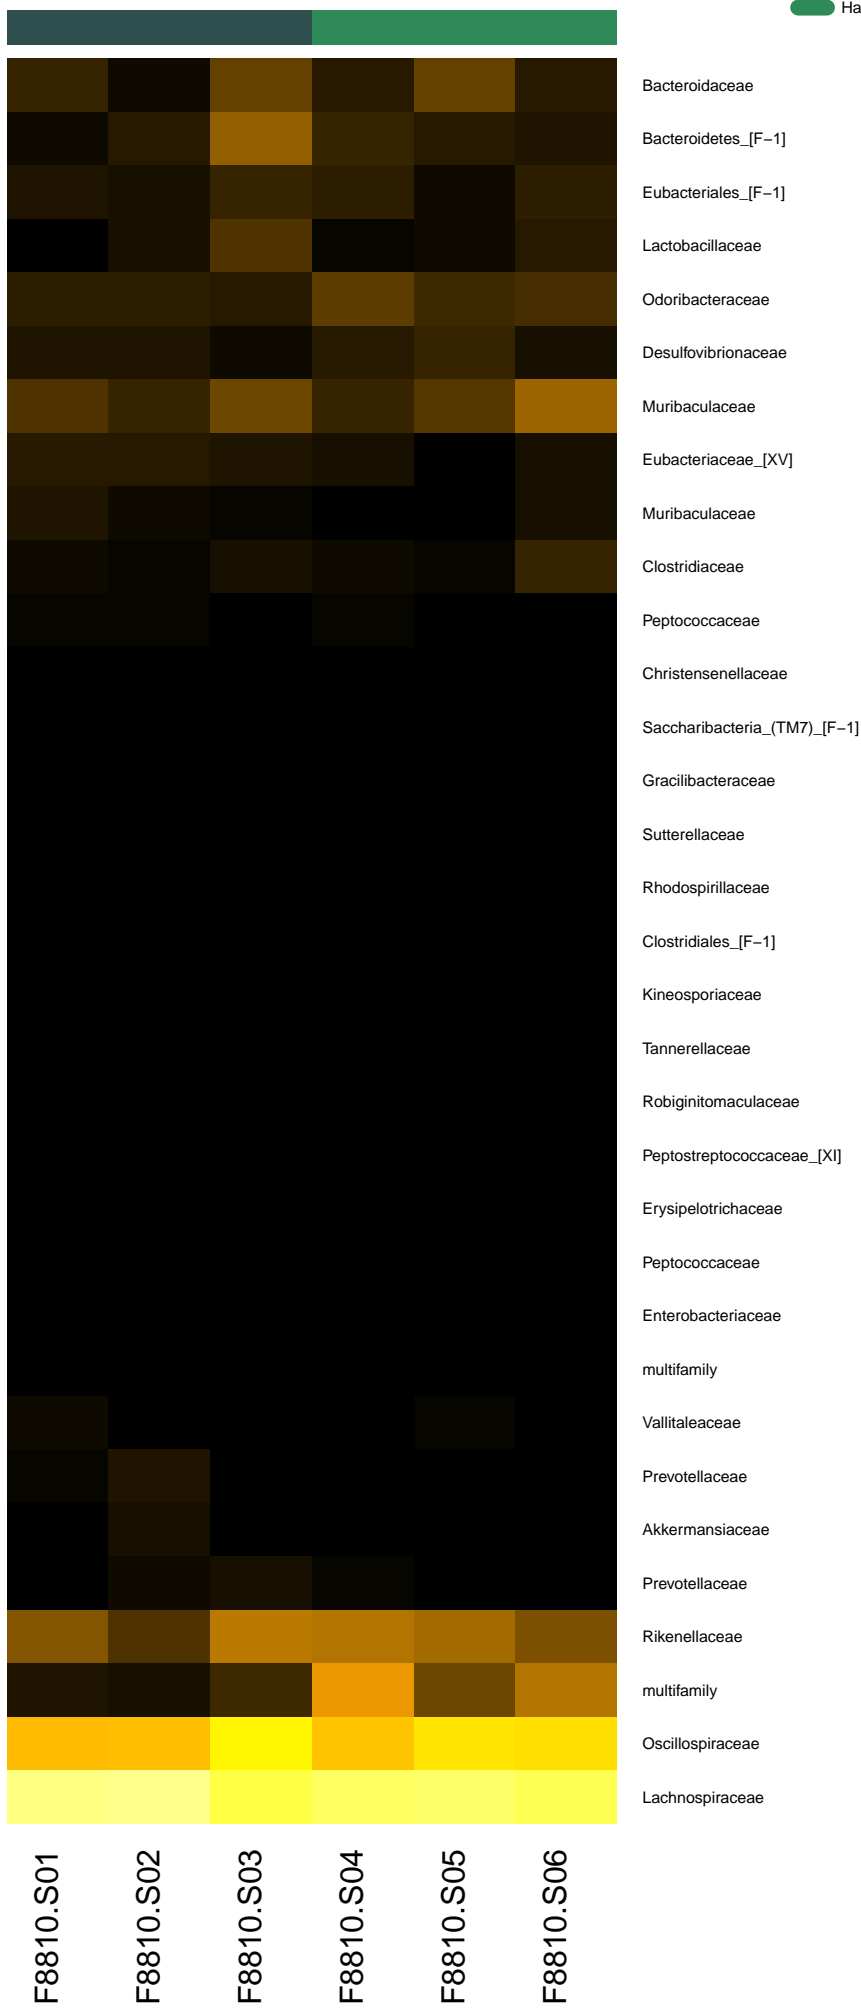 Ha
Bacteroidaceae
Bacteroidetes_[F−1]
Eubacteriales_[F−1]
Lactobacillaceae
Odoribacteraceae
Desulfovibrionaceae
Muribaculaceae
Eubacteriaceae_[XV]
Muribaculaceae
Clostridiaceae
Peptococcaceae
Christensenellaceae
Saccharibacteria_(TM7)_[F−1]
Gracilibacteraceae
Sutterellaceae
Rhodospirillaceae
Clostridiales_[F−1]
Kineosporiaceae
Tannerellaceae
Robiginitomaculaceae
Peptostreptococcaceae_[XI]
Erysipelotrichaceae
Peptococcaceae
Enterobacteriaceae
multifamily
Vallitaleaceae
Prevotellaceae
Akkermansiaceae
Prevotellaceae
Rikenellaceae
multifamily
Oscillospiraceae
Lachnospiraceae
F8810.S01
F8810.S02
F8810.S03
F8810.S04
F8810.S05
F8810.S06